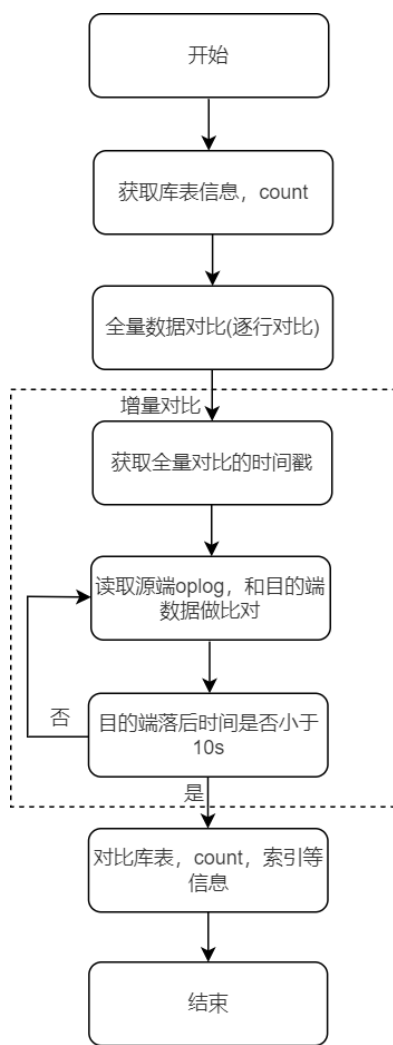 开始
获取库表信息，count
全量数据对比(逐行对比)
增量对比
获取全量对比的时间戳
读取源端oplog，和目的端
数据做比对
否
目的端落后时间是否小于
10s
是
对比库表，count，索引等
信息
结束